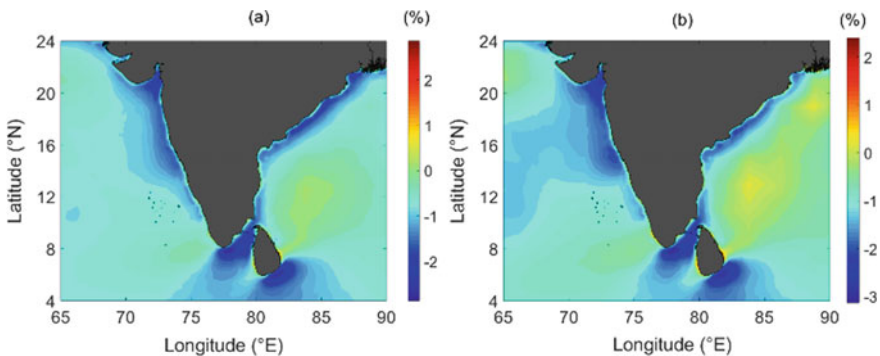 (a) (%) (b) (%)
24 24
20 20
16 16
12 12
8 8
4 4
65 70 75 80 85 90 65 70 75 80 85 90
Longitude (°E) Longitude (°E)
Latitude (°N) Latitude (°N)
2 1 0 -1 -2
2 1 0 -1 -2 -3